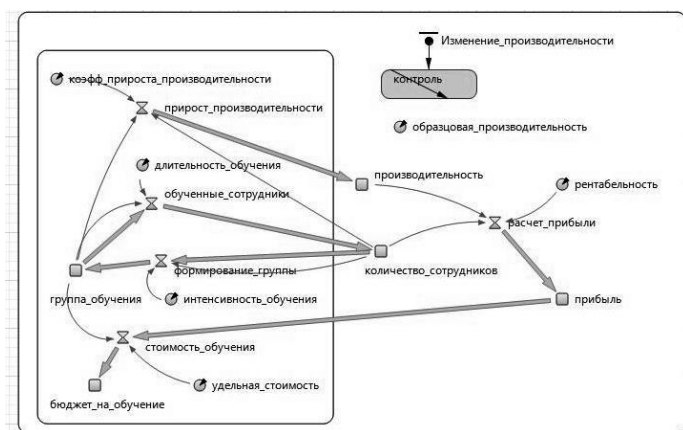 Изменение_производительности
коэфф_прироста_производительности
контроль
прирост_производительности
образцовая_производительность
длительность_обучения
производительность
рентабельность
обученные_сотрудники
расчет_прибыли
формирование_группы
количество_сотрудников
группа_обучения
интенсивность_обучения
прибыль
стоимость_обучения
удельная_стоимость
бюджет_на_обучение